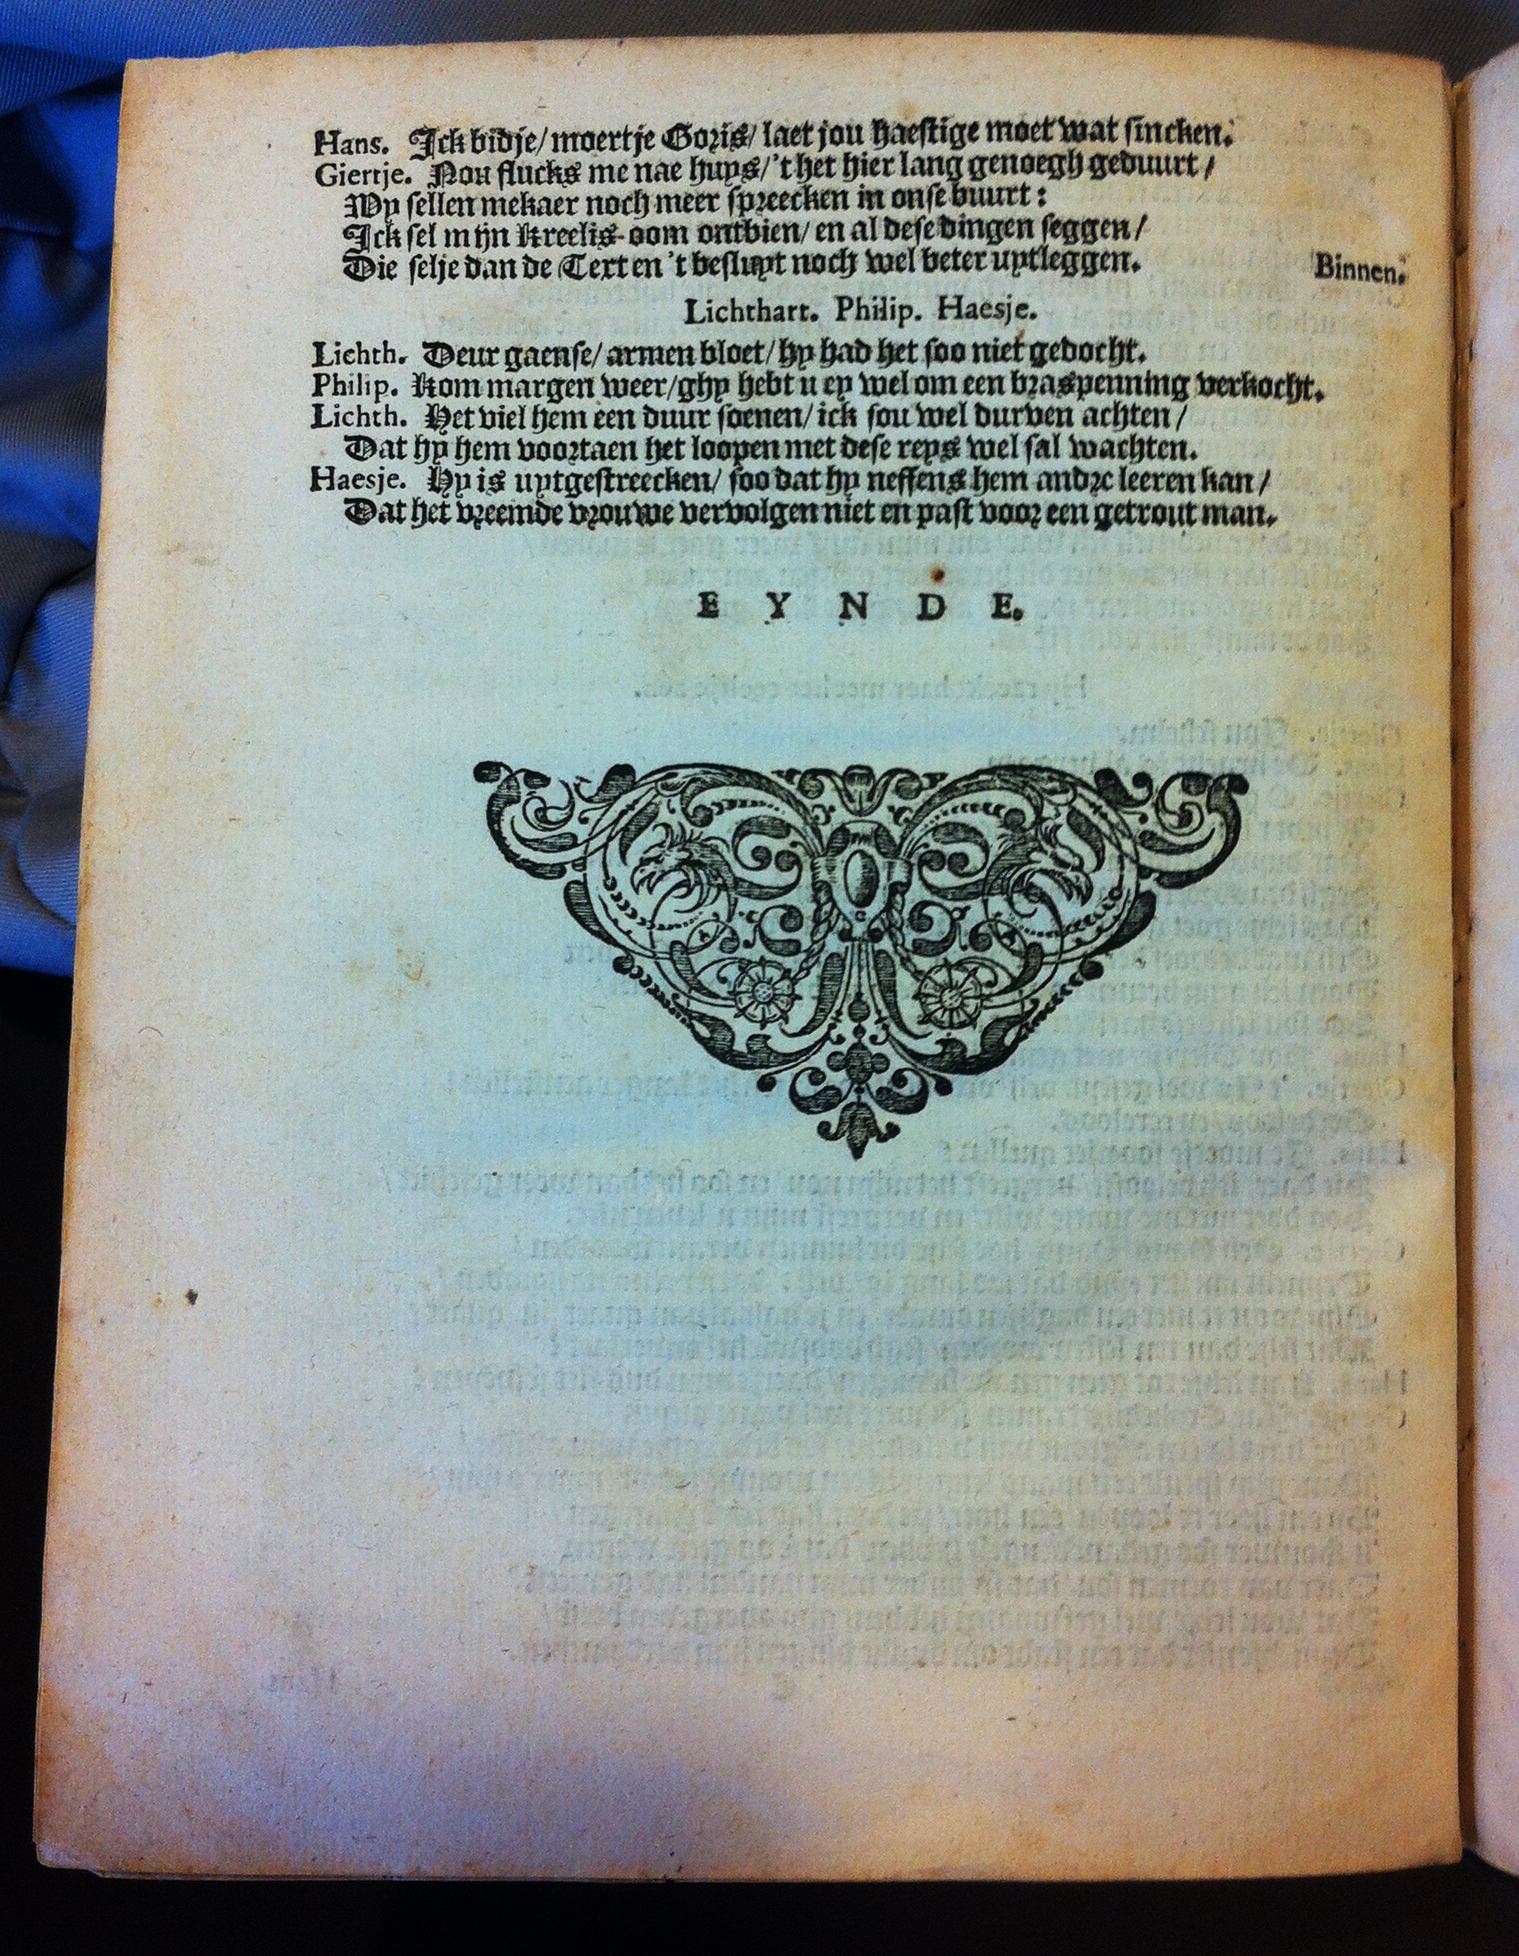 Hans. Ick bidje/ moertje Goris/ laet jou haestige moet wat sincken.
Giertje. Nou flucks me nae huys/ 't het hier lang genoegh geduurt/
Wy sellen mekaer noch meer spreecken in onse buurt:
Ick sel mijn Kreelis-oom ontbien/ en al dese dingen seggen/
Die selje dan de Text en 't besluyt noch wel beter uytleggen. Binnen.
Lichthart. Philip. Haesje.
Lichth. Deur gaense/ armen bloet/ hy had het soo niet gedocht.
Philip. Kom margen weer/ ghy hebt u ey wel om een braspenning verkocht.
Lichth. Het viel hem een duur soenen/ ick sou wel durven achten/
Dat hy hem voortaen het loopen met dese reys wel sal wachten.
Haesje. Hy is uytgestreecken/ soo dat hy neffens hem andre leeren kan/
Dat het vreemde vrouwe vervolgen niet en past voor een getrout man.
EYNDE.